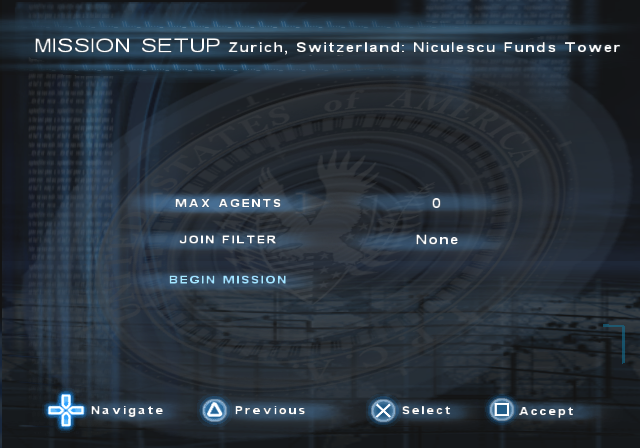 MISSION SETUP Zurich, Switzerland: Niculescu Funds Tower
STATES of AMERICA
MAX AGENTS 0
JOIN FILTER None
BEGIN MISSION
Navigate Previous Select Accept